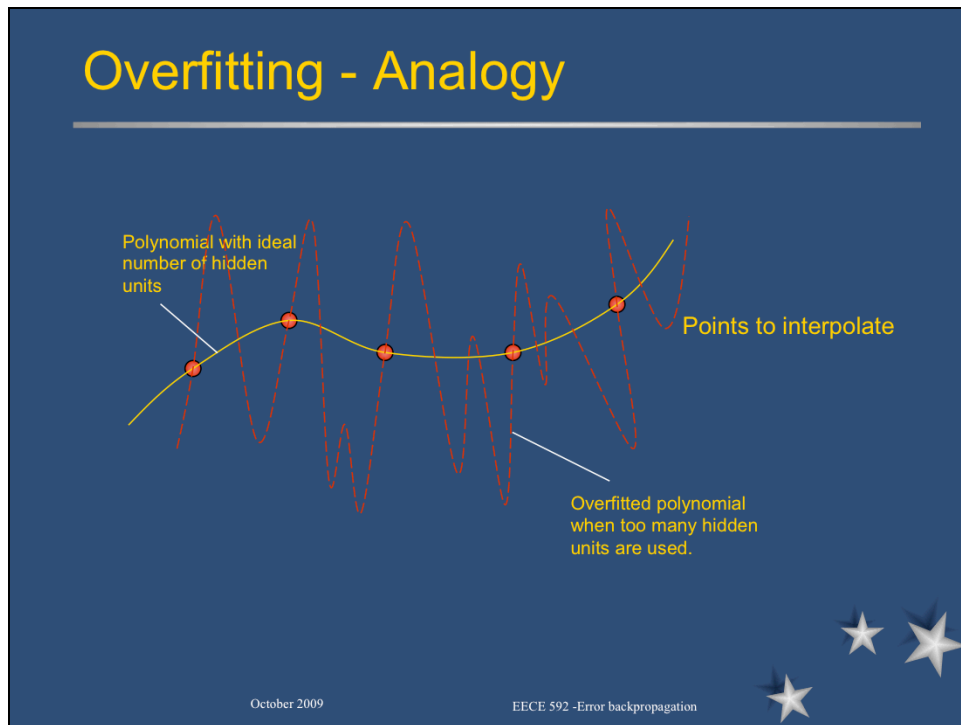 Overfitting - Analogy
Polynomial with ideal
number of hidden
units
Points to interpolate
Overfitted polynomial
when too many hidden
units are used.
October 2009
EECE 592 -Error backpropagation